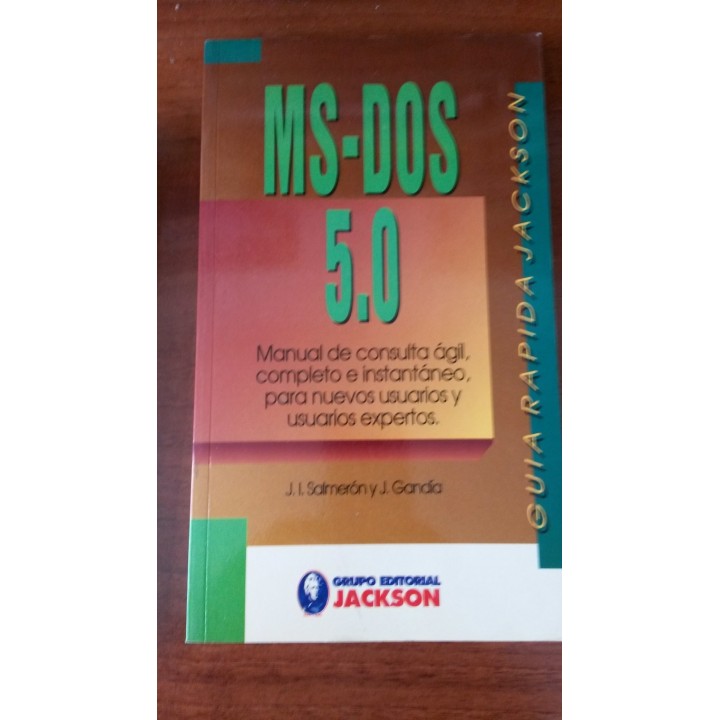 MS-DOS
5.0
Manual de consulta ágil,
completo e instantáneo,
para nuevos usuarios y
usuarios expertos.
J. I. Salmerón y J. Gandía
GRUPO EDITORIAL
JACKSON
GUIA RAPIDA JACKSON